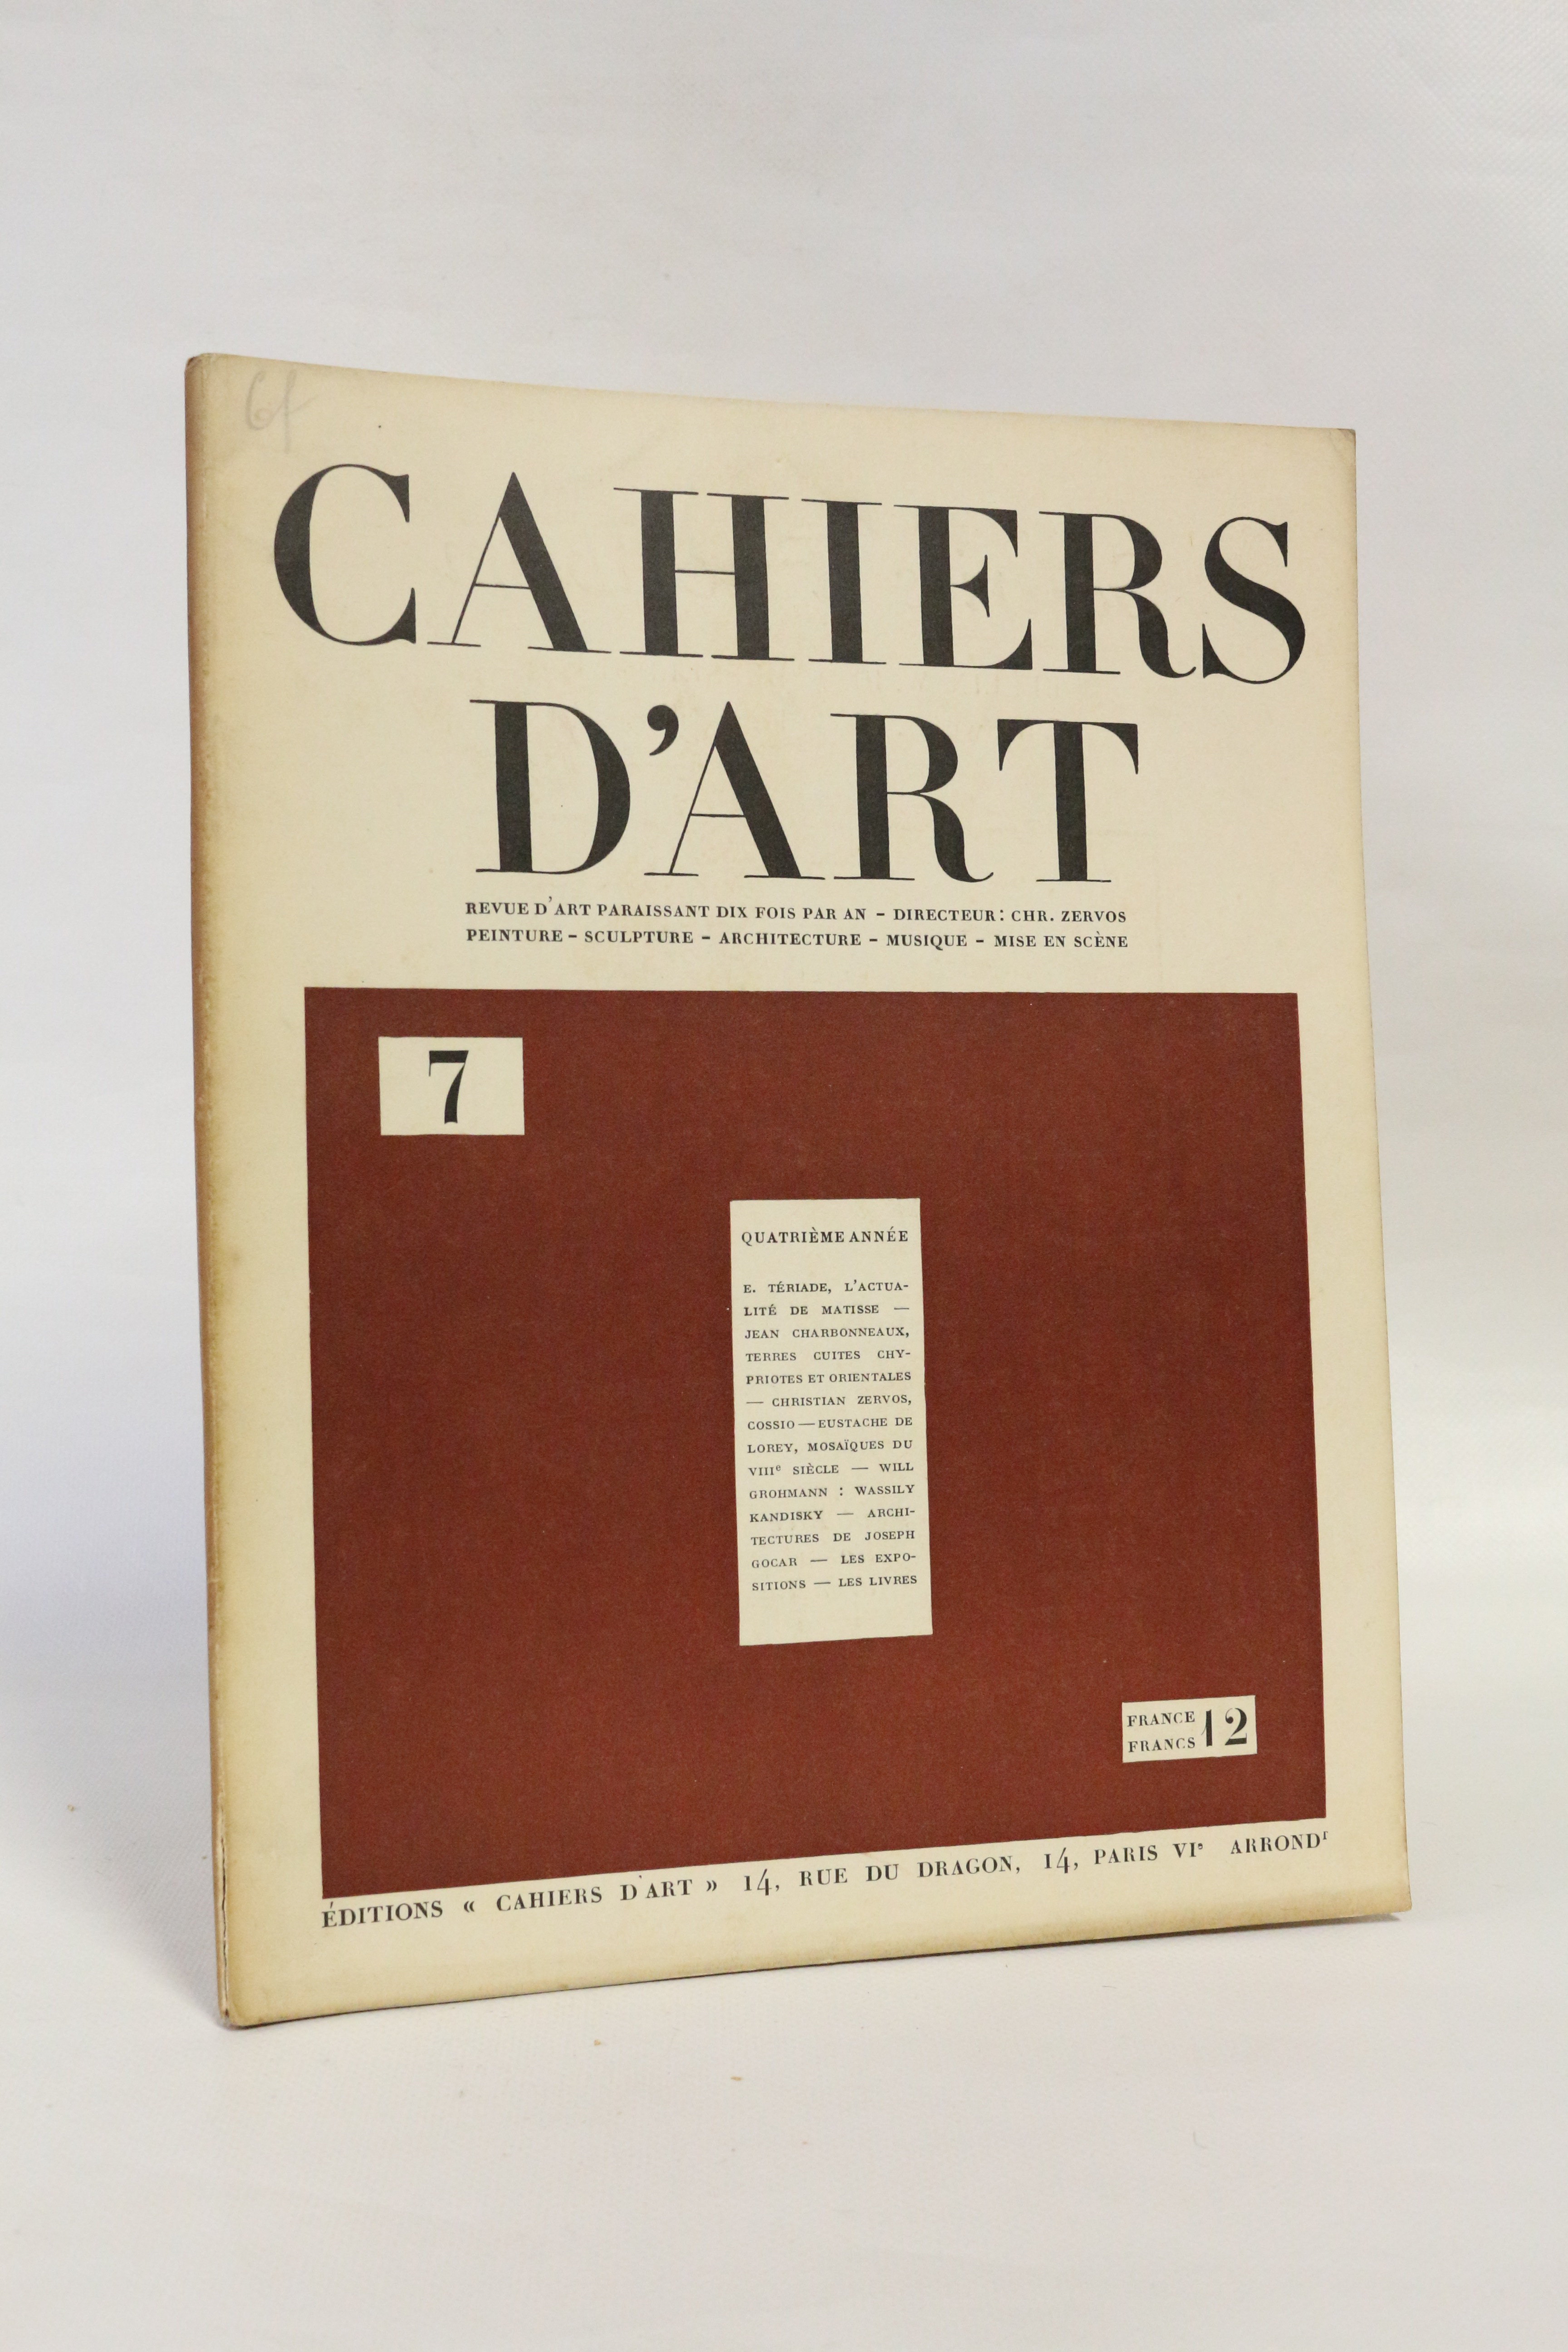 6f
CAHIERS
D'ART
REVUE D'ART PARAISSANT DIX FOIS PAR AN – DIRECTEUR: CHR. ZERVOS
PEINTURE – SCULPTURE – ARCHITECTURE – MUSIQUE – MISE EN SCÈNE
7
QUATRIÈME ANNÉE
E. TÉRIADE, L'ACTUA-
LITÉ DE MATISSE —
JEAN CHARBONNEAUX,
TERRES CUITES CHY-
PRIOTES ET ORIENTALES
— CHRISTIAN ZERVOS,
COSSIO — EUSTACHE DE
LOREY, MOSAÏQUES DU
VIIIe SIÈCLE — WILL
GROHMANN : WASSILY
KANDISKY — ARCHI-
TECTURES DE JOSEPH
GOCAR — LES EXPO-
SITIONS — LES LIVRES
FRANCE 12
FRANCS
ÉDITIONS « CAHIERS D'ART » 14, RUE DU DRAGON, 14, PARIS VIe ARRONDt